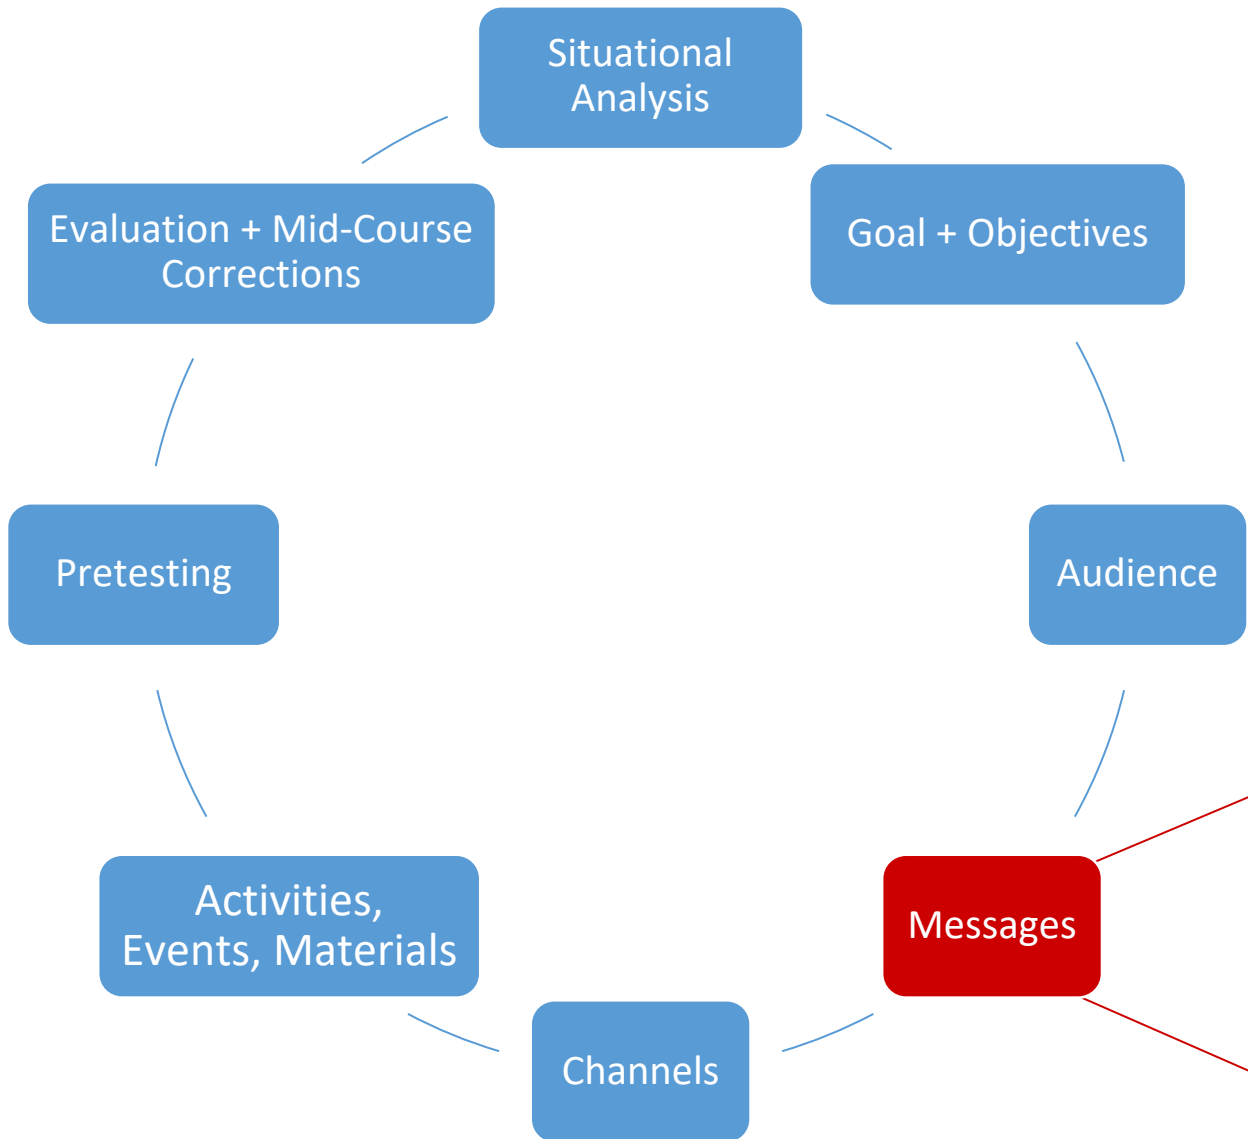 Situational
Analysis
Goal + Objectives
Audience
Messages
Channels
Activities,
Events, Materials
Pretesting
Evaluation + Mid-Course
Corrections